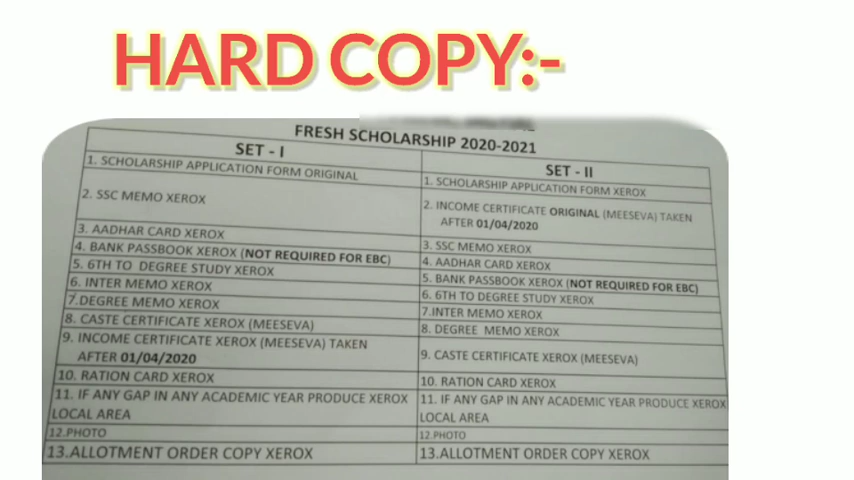 HARD COPY:-
FRESH SCHOLARSHIP 2020-2021
SET - I
1. SCHOLARSHIP APPLICATION FORM ORIGINAL
2. SSC MEMO XEROX
3. AADHAR CARD XEROX
4. BANK PASSBOOK XEROX (NOT REQUIRED FOR EBC)
5. 6TH TO DEGREE STUDY XEROX
6. INTER MEMO XEROX
7.DEGREE MEMO XEROX
8. CASTE CERTIFICATE XEROX (MEESEVA)
9. INCOME CERTIFICATE XEROX (MEESEVA) TAKEN
AFTER 01/04/2020
10. RATION CARD XEROX
11. IF ANY GAP IN ANY ACADEMIC YEAR PRODUCE XEROX
LOCAL AREA
12.PHOTO
13.ALLOTMENT ORDER COPY XEROX
SET - II
1. SCHOLARSHIP APPLICATION FORM XEROX
2. INCOME CERTIFICATE ORIGINAL (MEESEVA) TAKEN
AFTER 01/04/2020
3. SSC MEMO XEROX
4. AADHAR CARD XEROX
5. BANK PASSBOOK XEROX (NOT REQUIRED FOR EBC)
6. 6TH TO DEGREE STUDY XEROX
7.INTER MEMO XEROX
8. DEGREE MEMO XEROX
9. CASTE CERTIFICATE XEROX (MEESEVA)
10. RATION CARD XEROX
11. IF ANY GAP IN ANY ACADEMIC YEAR PRODUCE XEROX
LOCAL AREA
12.PHOTO
13.ALLOTMENT ORDER COPY XEROX